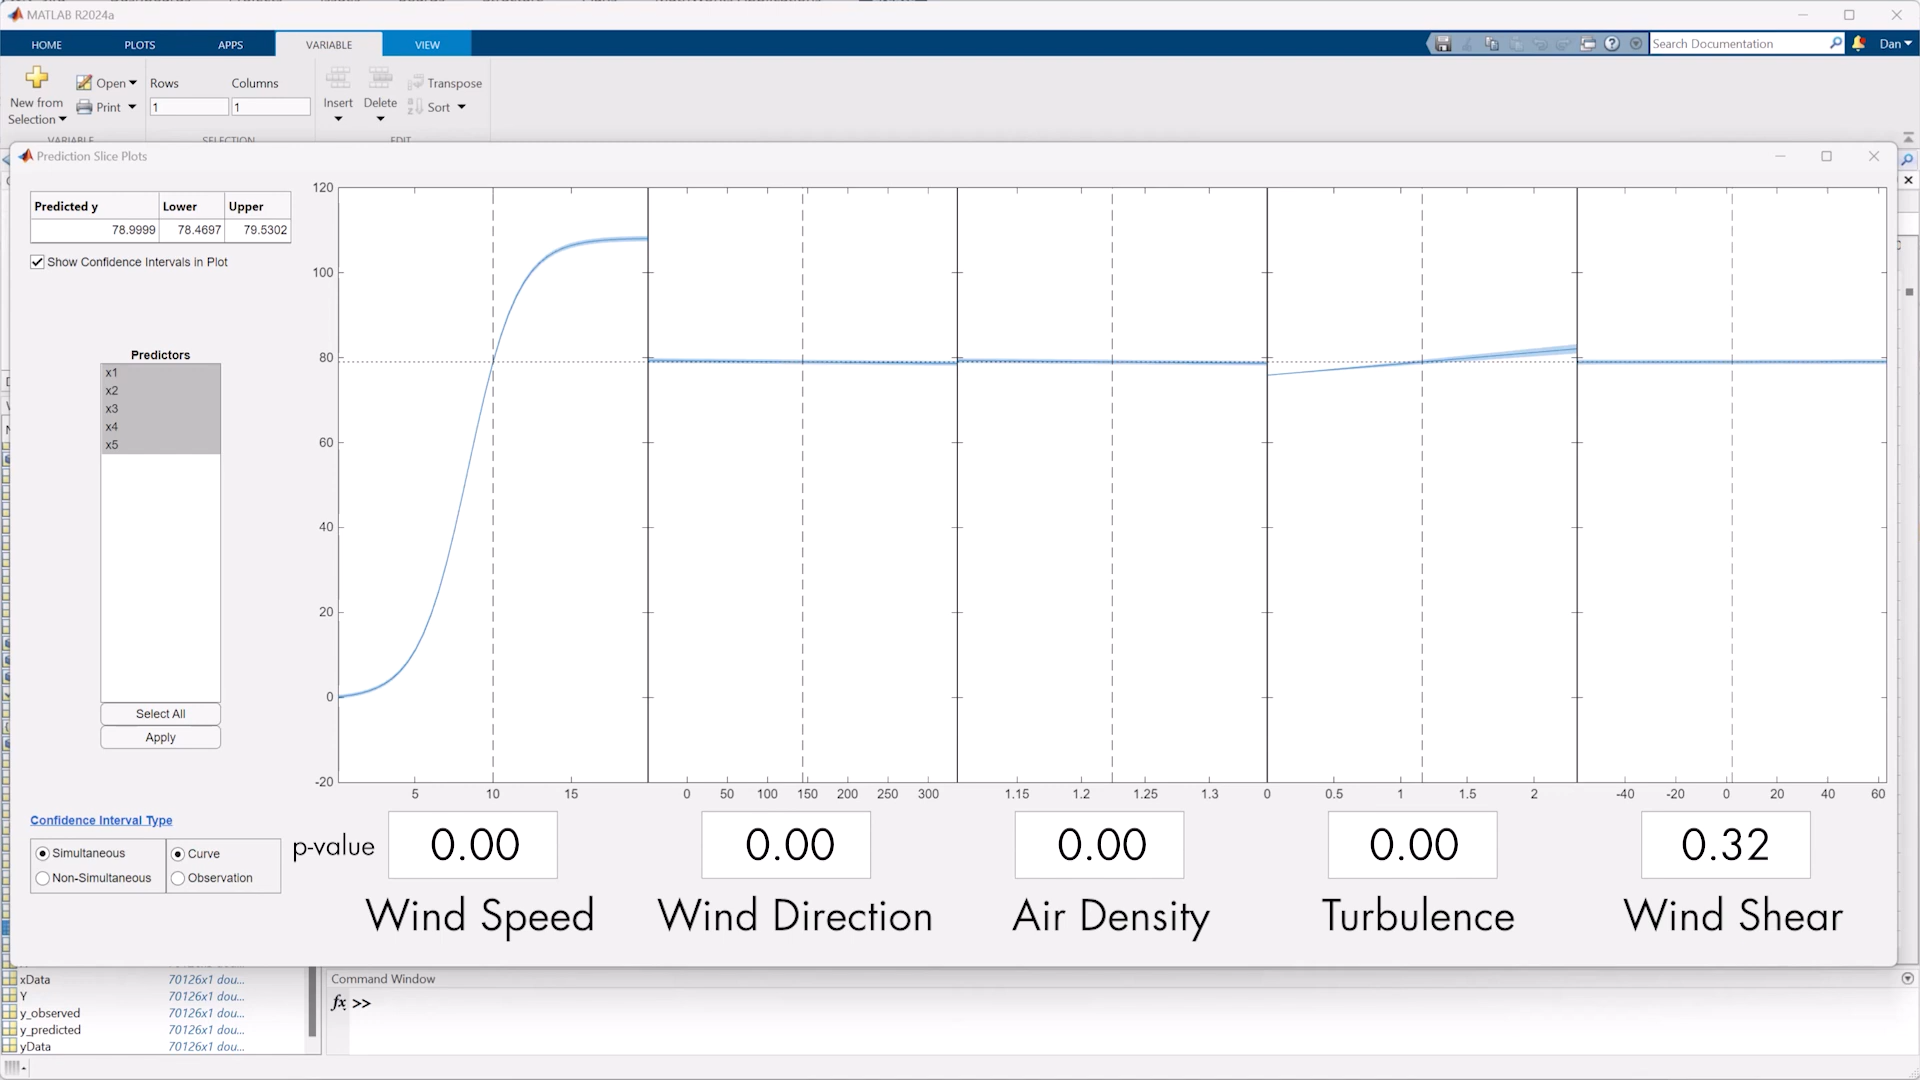 MATLAB R2024a
HOME PLOTS APPS VARIABLE VIEW
Search Documentation
Dan
New from
Selection
Open
Print
Rows
Columns
1
1
Insert
Delete
Transpose
Sort
VARIABLE SELECTION EDIT
Prediction Slice Plots
Predicted y Lower Upper
78.9999 78.4697 79.5302
Show Confidence Intervals in Plot
Predictors
x1
x2
x3
x4
x5
Select All
Apply
Confidence Interval Type
Simultaneous
Non-Simultaneous
Curve
Observation
120
100
80
60
40
20
0
-20
5 10 15
0 50 100 150 200 250 300
1.15 1.2 1.25 1.3
0 0.5 1 1.5 2
-40 -20 0 20 40 60
p-value 0.00 0.00 0.00 0.00 0.32
Wind Speed Wind Direction Air Density Turbulence Wind Shear
xData 70126x1 dou...
Y 70126x1 dou...
y_observed 70126x1 dou...
y_predicted 70126x1 dou...
yData 70126x1 dou...
Command Window
fx >>